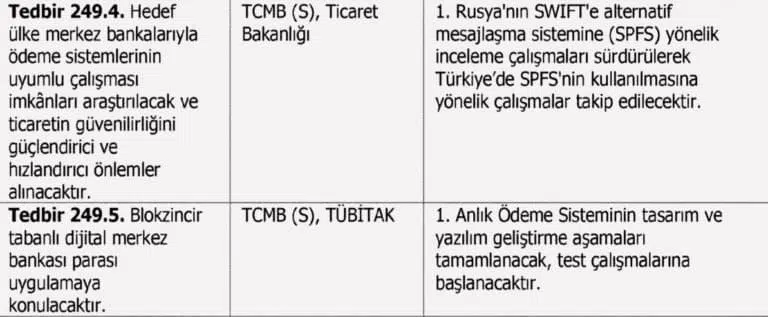 Tedbir 249.4. Hedef
ülke merkez bankalarıyla
ödeme sistemlerinin
uyumlu çalışması
imkânları araştırılacak ve
ticaretin güvenilirliğini
güçlendirici ve
hızlandırıcı önlemler
alınacaktır.
TCMB (S), Ticaret
Bakanlığı
1. Rusya'nın SWIFT'e alternatif
mesajlaşma sistemine (SPFS) yönelik
inceleme çalışmaları sürdürülerek
Türkiye’de SPFS'nin kullanılmasına
yönelik çalışmalar takip edilecektir.
Tedbir 249.5. Blokzincir
tabanlı dijital merkez
bankası parası
uygulamaya
konulacaktır.
TCMB (S), TÜBİTAK
1. Anlık Ödeme Sisteminin tasarım ve
yazılım geliştirme aşamaları
tamamlanacak, test çalışmalarına
başlanacaktır.